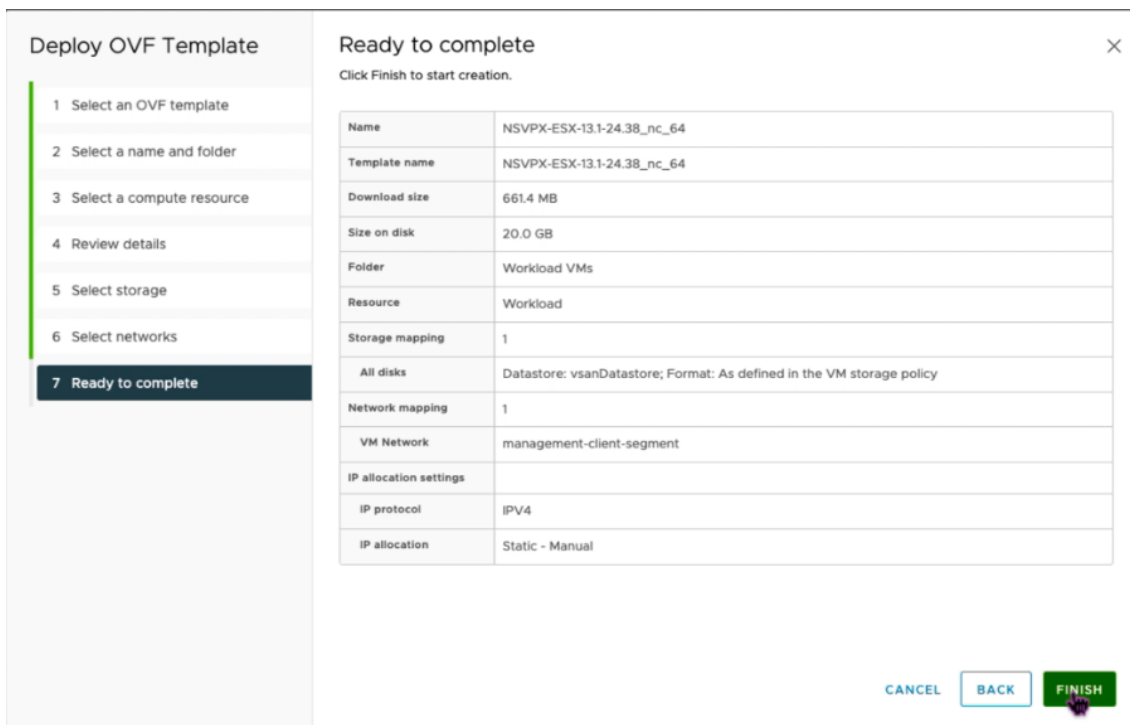 Deploy OVF Template
1 Select an OVF template
2 Select a name and folder
3 Select a compute resource
4 Review details
5 Select storage
6 Select networks
7 Ready to complete
Ready to complete
Click Finish to start creation.
Name NSVPX-ESX-13.1-24.38_nc_64
Template name NSVPX-ESX-13.1-24.38_nc_64
Download size 661.4 MB
Size on disk 20.0 GB
Folder Workload VMs
Resource Workload
Storage mapping 1
All disks Datastore: vsanDatastore; Format: As defined in the VM storage policy
Network mapping 1
VM Network management-client-segment
IP allocation settings
IP protocol IPV4
IP allocation Static - Manual
CANCEL BACK FINISH